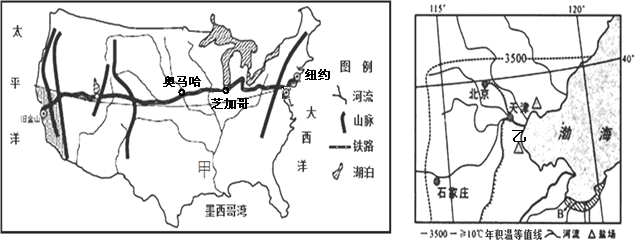 太
平
洋
旧金山
奥马哈
芝加哥
纽约
甲
墨西哥湾
大
西
洋
图 例
河流
山脉
铁路
湖泊
115°
120°
40°
3500
北京
天津
乙
渤 海
石家庄
B
—3500—≥10℃年积温等值线 河流 盐场